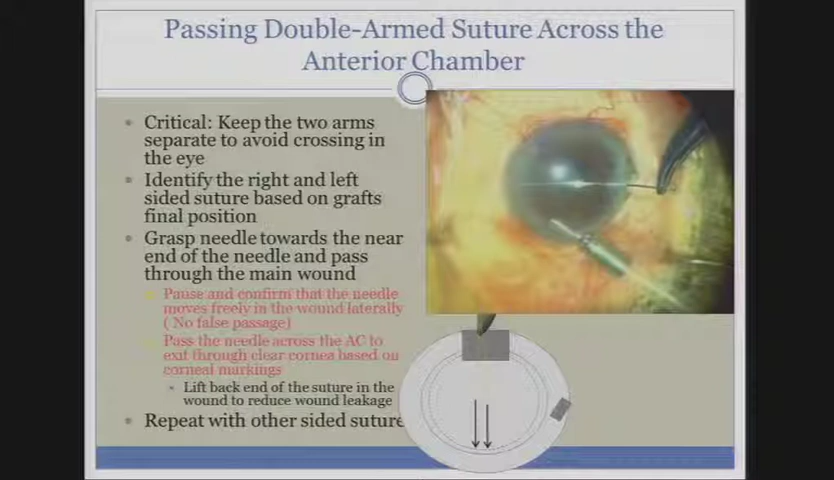 Passing Double-Armed Suture Across the
Anterior Chamber
Critical: Keep the two arms
separate to avoid crossing in
the eye
Identify the right and left
sided suture based on grafts
final position
Grasp needle towards the near
end of the needle and pass
through the main wound
Pause and confirm that the needle
moves freely in the wound laterally
( No false passage)
Pass the needle across the AC to
exit through clear cornea based on
corneal markings
Lift back end of the suture in the
wound to reduce wound leakage
Repeat with other sided suture